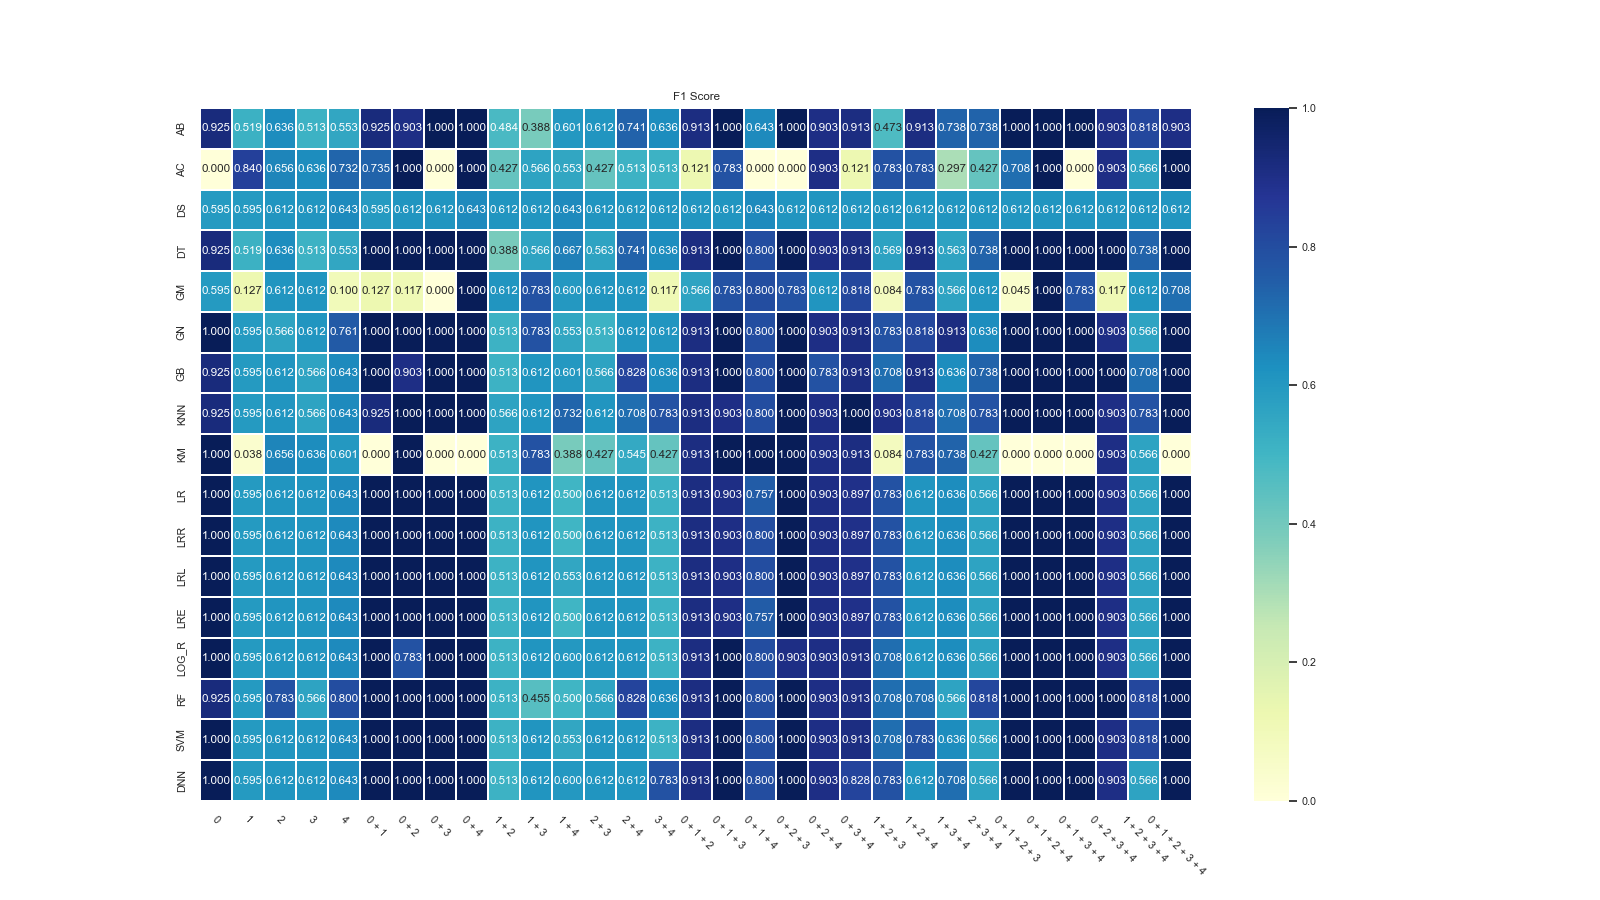 F1 Score
AB 0.925 0.519 0.636 0.513 0.553 0.925 0.903 1.000 1.000 0.484 0.388 0.601 0.612 0.741 0.636 0.913 1.000 0.643 1.000 0.903 0.913 0.473 0.913 0.738 0.738 1.000 1.000 1.000 0.903 0.818 0.903
AC 0.000 0.840 0.656 0.636 0.732 0.735 1.000 0.000 1.000 0.427 0.566 0.553 0.427 0.513 0.513 0.121 0.783 0.000 0.000 0.903 0.121 0.783 0.783 0.297 0.427 0.708 1.000 0.000 0.903 0.566 1.000
DS 0.595 0.595 0.612 0.612 0.643 0.595 0.612 0.612 0.643 0.612 0.612 0.643 0.612 0.612 0.612 0.612 0.612 0.643 0.612 0.612 0.612 0.612 0.612 0.612 0.612 0.612 0.612 0.612 0.612 0.612 0.612
DT 0.925 0.519 0.636 0.513 0.553 1.000 1.000 1.000 1.000 0.388 0.566 0.667 0.563 0.741 0.636 0.913 1.000 0.800 1.000 0.903 0.913 0.569 0.913 0.563 0.738 1.000 1.000 1.000 1.000 0.738 1.000
GM 0.595 0.127 0.612 0.612 0.100 0.127 0.117 0.000 1.000 0.612 0.783 0.600 0.612 0.612 0.117 0.566 0.783 0.800 0.783 0.612 0.818 0.084 0.783 0.566 0.612 0.045 1.000 0.783 0.117 0.612 0.708
GN 1.000 0.595 0.566 0.612 0.761 1.000 1.000 1.000 1.000 0.513 0.783 0.553 0.513 0.612 0.612 0.913 1.000 0.800 1.000 0.903 0.913 0.783 0.818 0.913 0.636 1.000 1.000 1.000 0.903 0.566 1.000
GB 0.925 0.595 0.612 0.566 0.643 1.000 0.903 1.000 1.000 0.513 0.612 0.601 0.566 0.828 0.636 0.913 1.000 0.800 1.000 0.783 0.913 0.708 0.913 0.636 0.738 1.000 1.000 1.000 1.000 0.708 1.000
KNN 0.925 0.595 0.612 0.566 0.643 0.925 1.000 1.000 1.000 0.566 0.612 0.732 0.612 0.708 0.783 0.913 0.903 0.800 1.000 0.903 1.000 0.903 0.818 0.708 0.783 1.000 1.000 1.000 0.903 0.783 1.000
KM 1.000 0.038 0.656 0.636 0.601 0.000 1.000 0.000 0.000 0.513 0.783 0.388 0.427 0.545 0.427 0.913 1.000 1.000 1.000 0.903 0.913 0.084 0.783 0.738 0.427 0.000 0.000 0.000 0.903 0.566 0.000
LR 1.000 0.595 0.612 0.612 0.643 1.000 1.000 1.000 1.000 0.513 0.612 0.500 0.612 0.612 0.513 0.913 0.903 0.757 1.000 0.903 0.897 0.783 0.612 0.636 0.566 1.000 1.000 1.000 0.903 0.566 1.000
LRR 1.000 0.595 0.612 0.612 0.643 1.000 1.000 1.000 1.000 0.513 0.612 0.500 0.612 0.612 0.513 0.913 0.903 0.800 1.000 0.903 0.897 0.783 0.612 0.636 0.566 1.000 1.000 1.000 0.903 0.566 1.000
LRL 1.000 0.595 0.612 0.612 0.643 1.000 1.000 1.000 1.000 0.513 0.612 0.553 0.612 0.612 0.513 0.913 0.903 0.800 1.000 0.903 0.897 0.783 0.612 0.636 0.566 1.000 1.000 1.000 0.903 0.566 1.000
LRE 1.000 0.595 0.612 0.612 0.643 1.000 1.000 1.000 1.000 0.513 0.612 0.500 0.612 0.612 0.513 0.913 0.903 0.757 1.000 0.903 0.897 0.783 0.612 0.636 0.566 1.000 1.000 1.000 0.903 0.566 1.000
LOG_R 1.000 0.595 0.612 0.612 0.643 1.000 0.783 1.000 1.000 0.513 0.612 0.600 0.612 0.612 0.513 0.913 1.000 0.800 0.903 0.903 0.913 0.708 0.612 0.636 0.566 1.000 1.000 1.000 0.903 0.566 1.000
RF 0.925 0.595 0.783 0.566 0.800 1.000 1.000 1.000 1.000 0.513 0.455 0.500 0.566 0.828 0.636 0.913 1.000 0.800 1.000 0.903 0.913 0.708 0.708 0.566 0.818 1.000 1.000 1.000 1.000 0.818 1.000
SVM 1.000 0.595 0.612 0.612 0.643 1.000 1.000 1.000 1.000 0.513 0.612 0.553 0.612 0.612 0.513 0.913 1.000 0.800 1.000 0.903 0.913 0.708 0.783 0.636 0.566 1.000 1.000 1.000 0.903 0.818 1.000
DNN 1.000 0.595 0.612 0.612 0.643 1.000 1.000 1.000 1.000 0.513 0.612 0.600 0.612 0.612 0.783 0.913 1.000 0.800 1.000 0.903 0.828 0.783 0.612 0.708 0.566 1.000 1.000 1.000 0.903 0.566 1.000
0
1
2
3
4
0 + 1
0 + 2
0 + 3
0 + 4
1 + 2
1 + 3
1 + 4
2 + 3
2 + 4
3 + 4
0 + 1 + 2
0 + 1 + 3
0 + 1 + 4
0 + 2 + 3
0 + 2 + 4
0 + 3 + 4
1 + 2 + 3
1 + 2 + 4
1 + 3 + 4
2 + 3 + 4
0 + 1 + 2 + 3
0 + 1 + 2 + 4
0 + 1 + 3 + 4
0 + 2 + 3 + 4
1 + 2 + 3 + 4
0 + 1 + 2 + 3 + 4
1.0
0.8
0.6
0.4
0.2
0.0